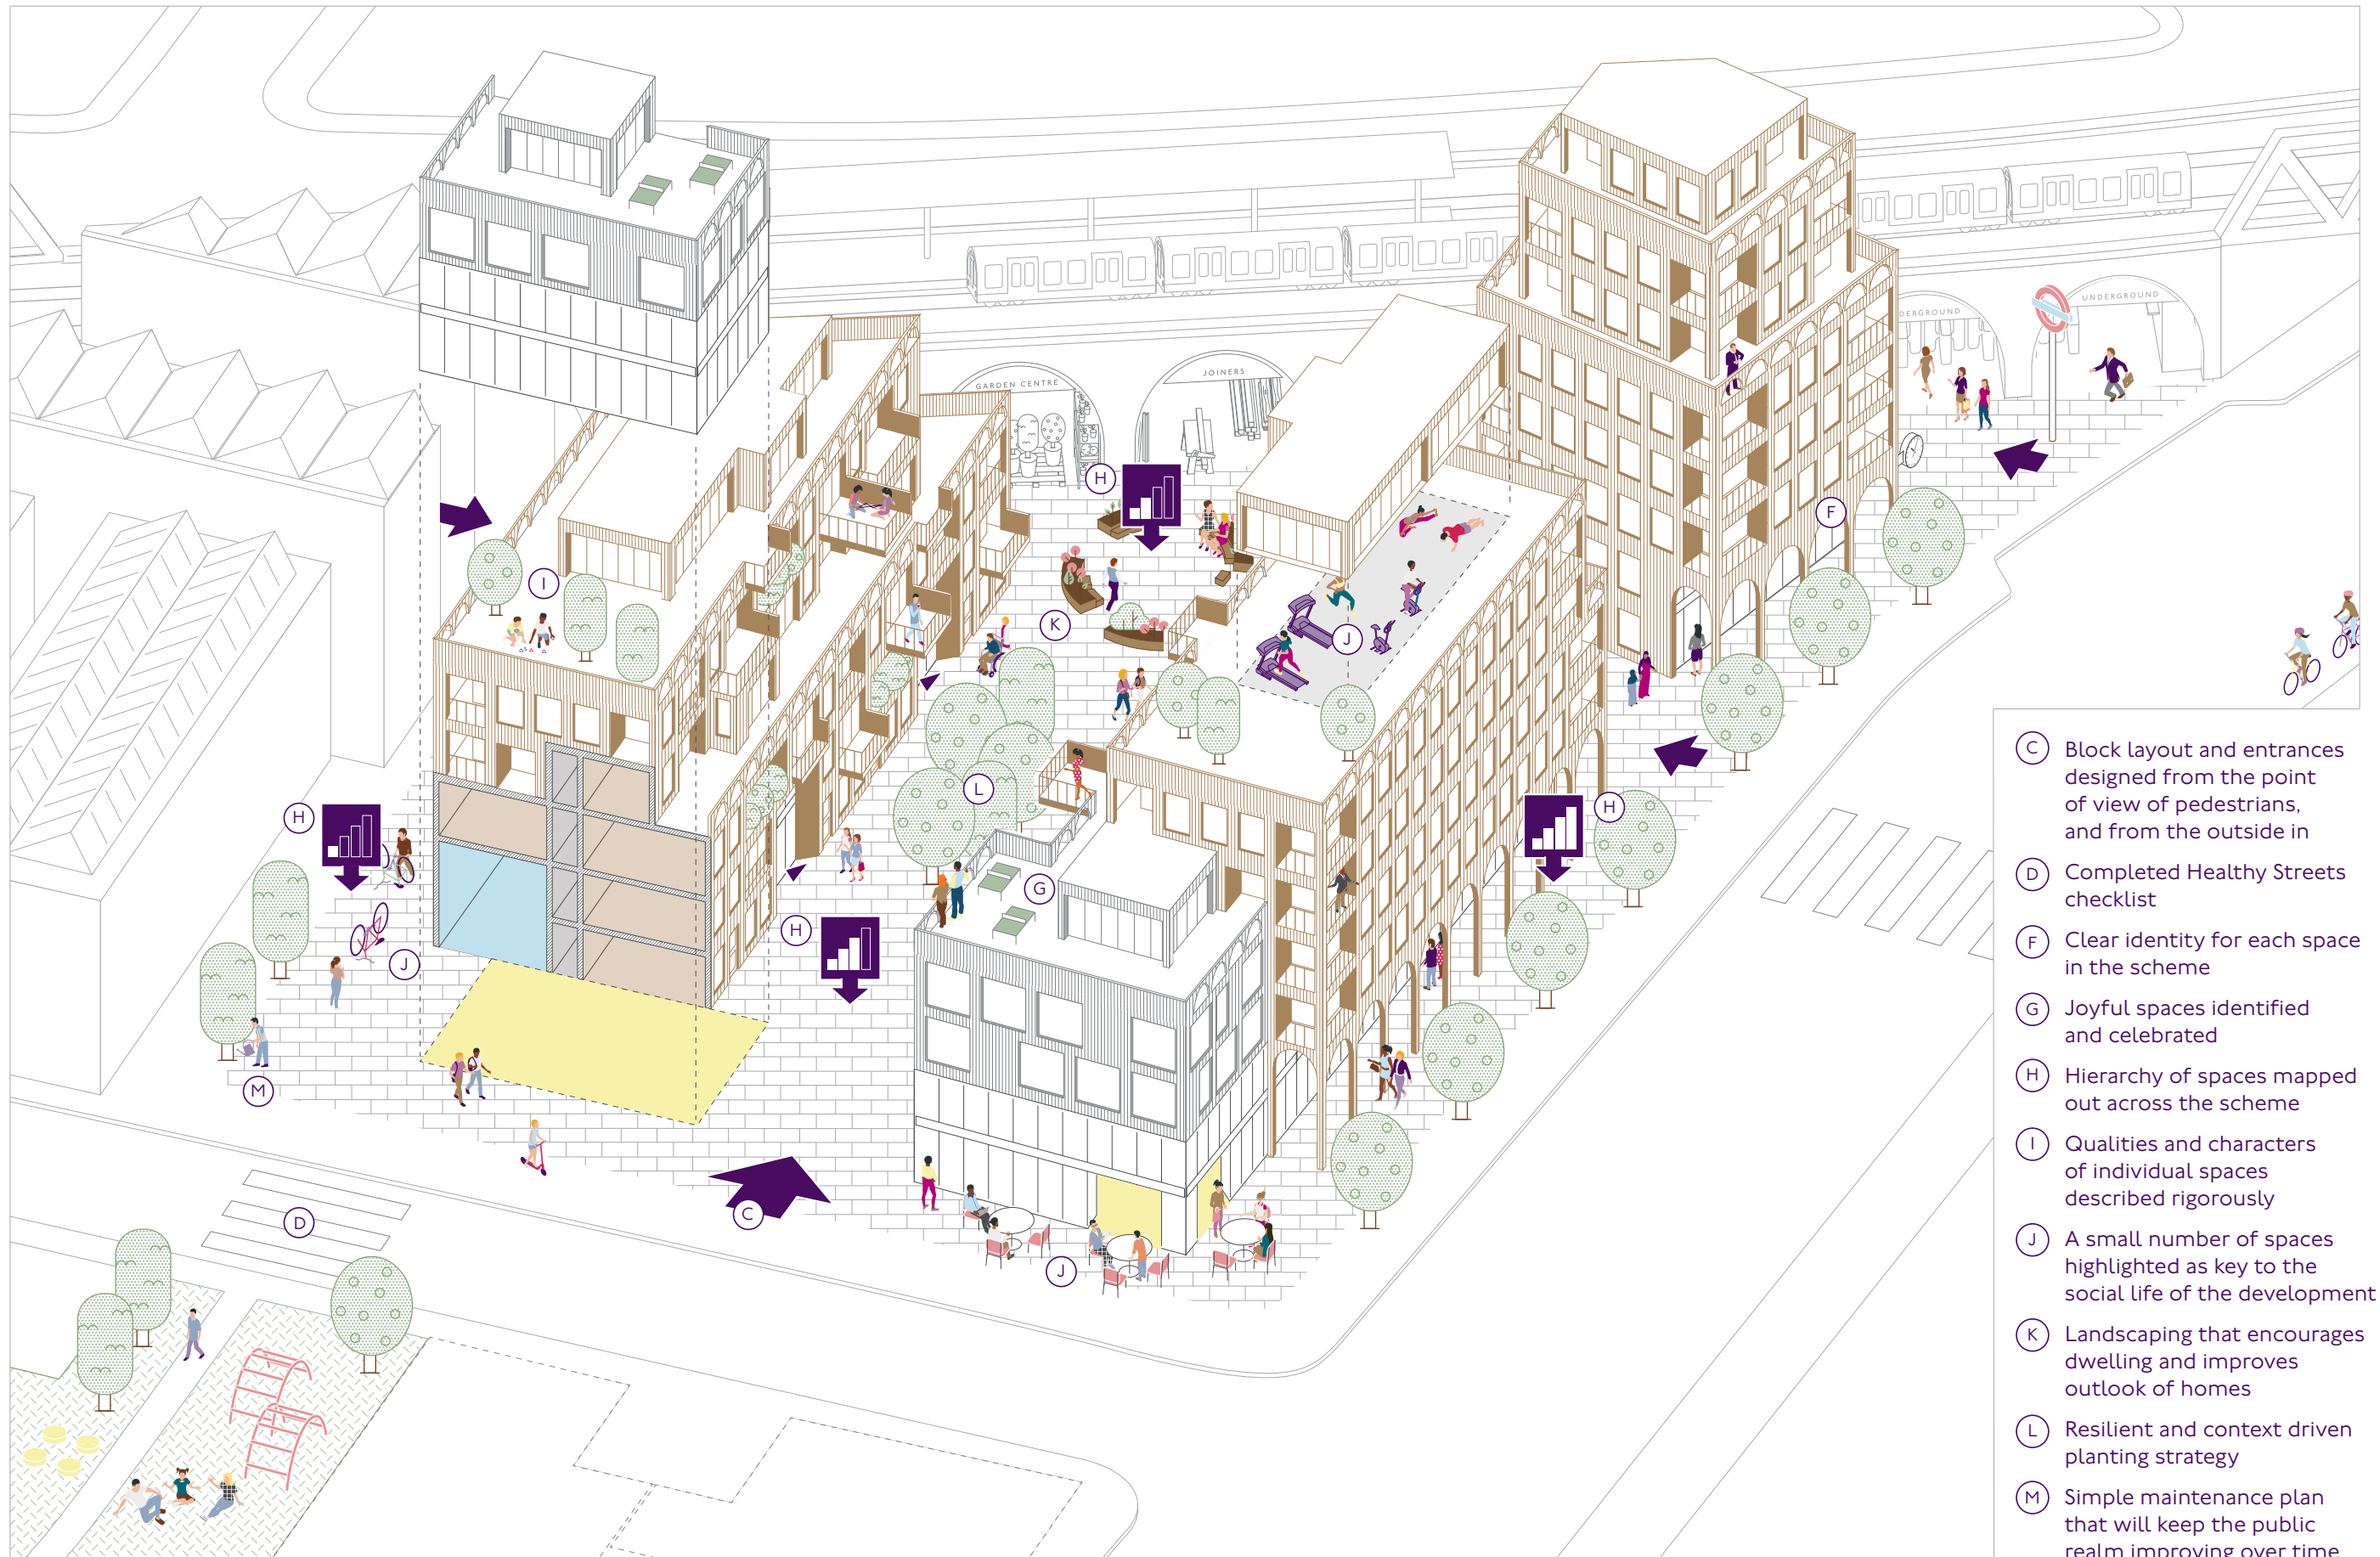 GARDEN CENTRE
JOINERS
DERGROUND
UNDERGROUND
H
F
I
K
J
L
H
H
G
J
H
M
C
D
J
C Block layout and entrances
designed from the point
of view of pedestrians,
and from the outside in
D Completed Healthy Streets
checklist
F Clear identity for each space
in the scheme
G Joyful spaces identified
and celebrated
H Hierarchy of spaces mapped
out across the scheme
I Qualities and characters
of individual spaces
described rigorously
J A small number of spaces
highlighted as key to the
social life of the development
K Landscaping that encourages
dwelling and improves
outlook of homes
L Resilient and context driven
planting strategy
M Simple maintenance plan
that will keep the public
realm improving over time